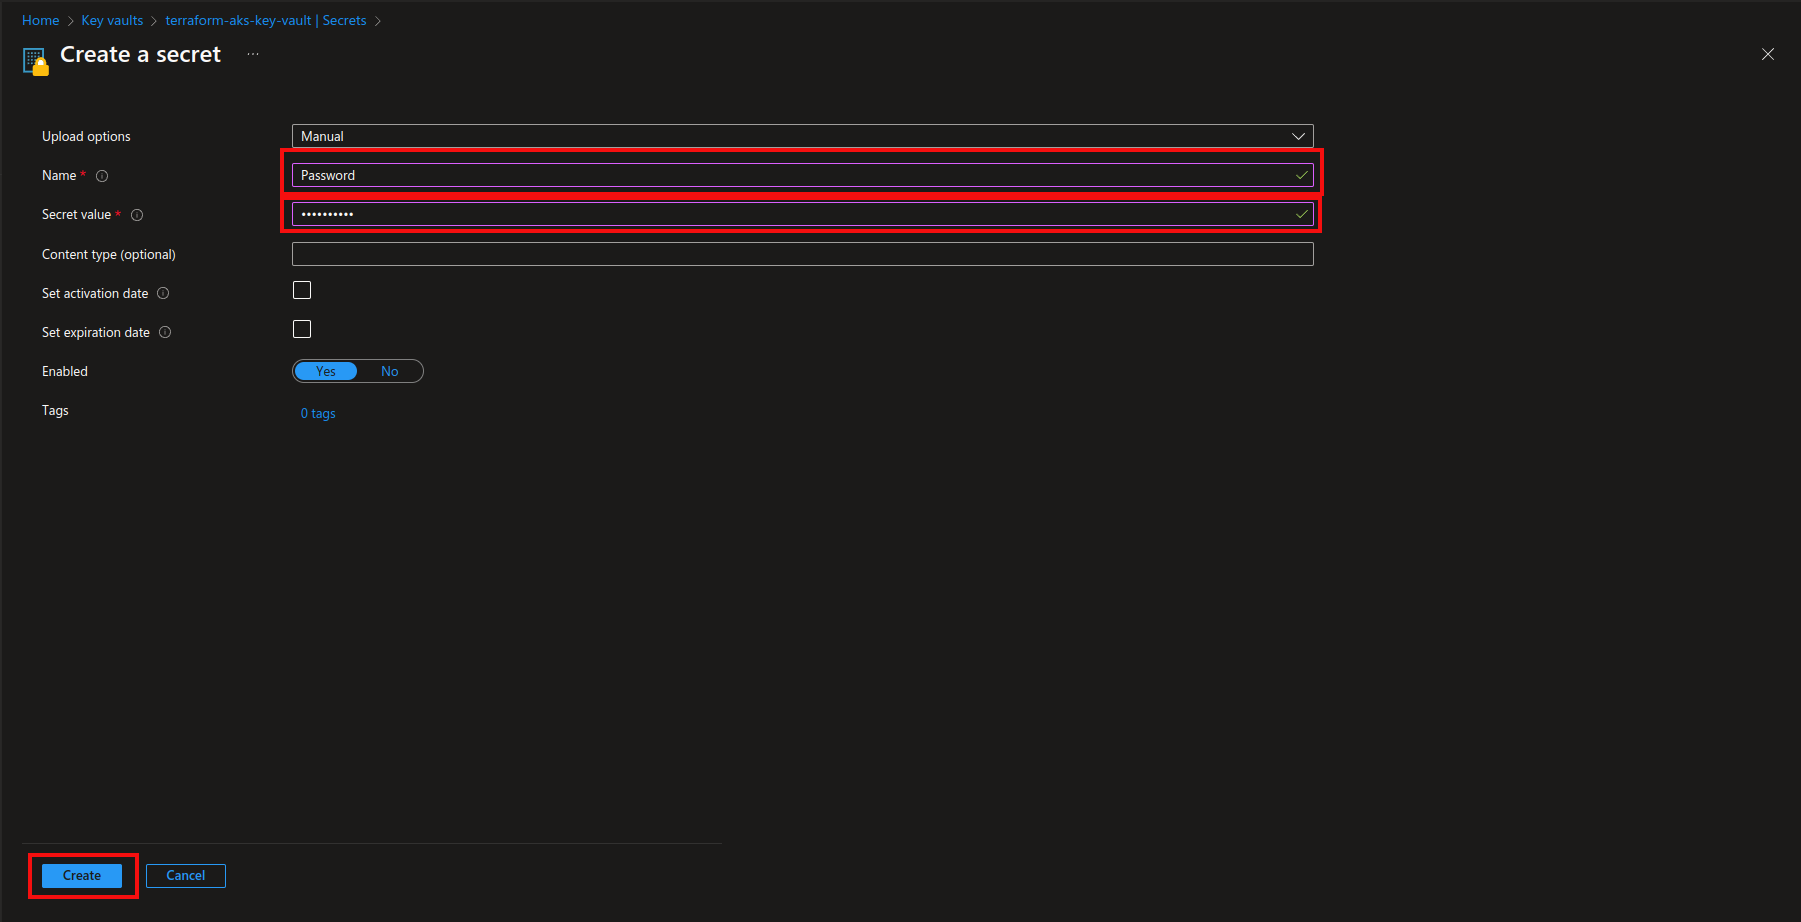 Home > Key vaults > terraform-aks-key-vault | Secrets >
Create a secret ...
Upload options Manual
Name * Password
Secret value * ••••••••••
Content type (optional)
Set activation date
Set expiration date
Enabled Yes No
Tags 0 tags
Create Cancel